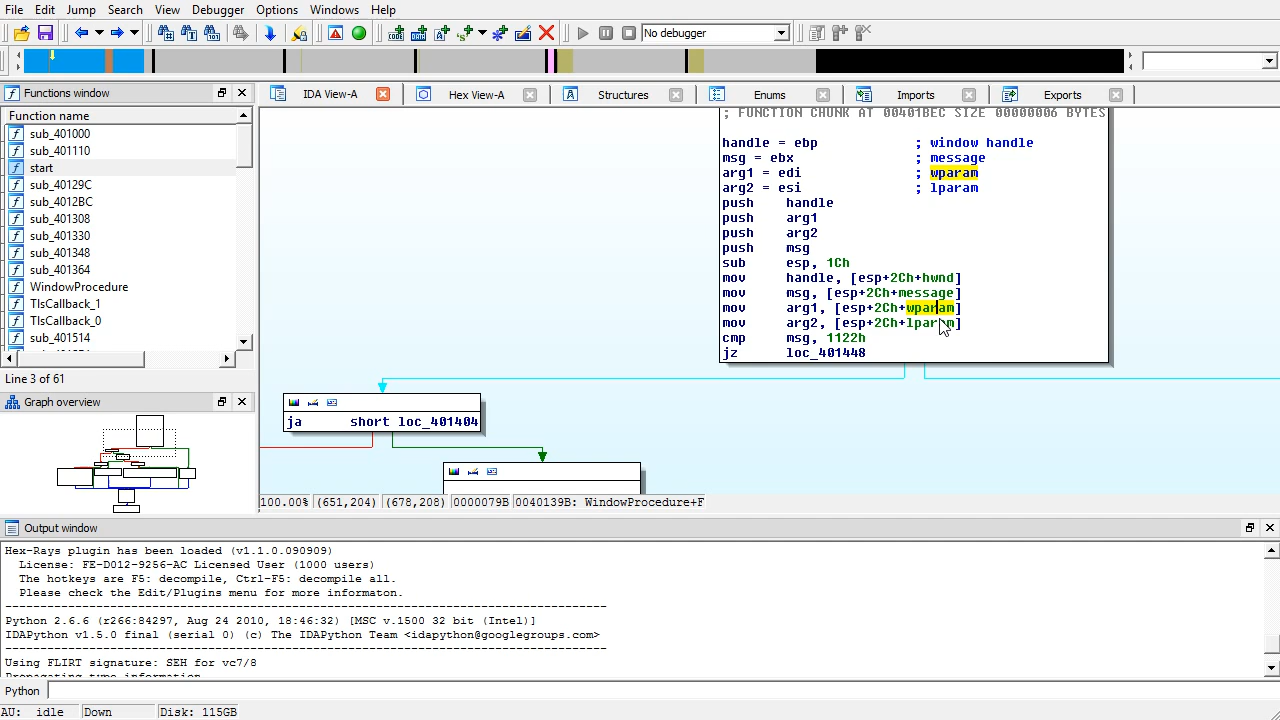 File Edit Jump Search View Debugger Options Windows Help
No debugger
Functions window
Function name
sub_401000
sub_401110
start
sub_40129C
sub_4012BC
sub_401308
sub_401330
sub_401348
sub_401364
WindowProcedure
TlsCallback_1
TlsCallback_0
sub_401514
Line 3 of 61
Graph overview
IDA View-A Hex View-A Structures Enums Imports Exports
; FUNCTION CHUNK AT 00401BEC SIZE 00000006 BYTES
handle = ebp ; window handle
msg = ebx ; message
arg1 = edi ; wparam
arg2 = esi ; lparam
push handle
push arg1
push arg2
push msg
sub esp, 1Ch
mov handle, [esp+2Ch+hwnd]
mov msg, [esp+2Ch+message]
mov arg1, [esp+2Ch+wparam]
mov arg2, [esp+2Ch+lparam]
cmp msg, 1122h
jz loc_401448
ja short loc_401404
100.00% (651,204) (678,208) 0000079B 0040139B: WindowProcedure+F
Output window
Hex-Rays plugin has been loaded (v1.1.0.090909)
License: FE-D012-9256-AC Licensed User (1000 users)
The hotkeys are F5: decompile, Ctrl-F5: decompile all.
Please check the Edit/Plugins menu for more informaton.
Python 2.6.6 (r266:84297, Aug 24 2010, 18:46:32) [MSC v.1500 32 bit (Intel)]
IDAPython v1.5.0 final (serial 0) (c) The IDAPython Team <idapython@googlegroups.com>
Using FLIRT signature: SEH for vc7/8
Propagating type information
Python
AU: idle Down Disk: 115GB